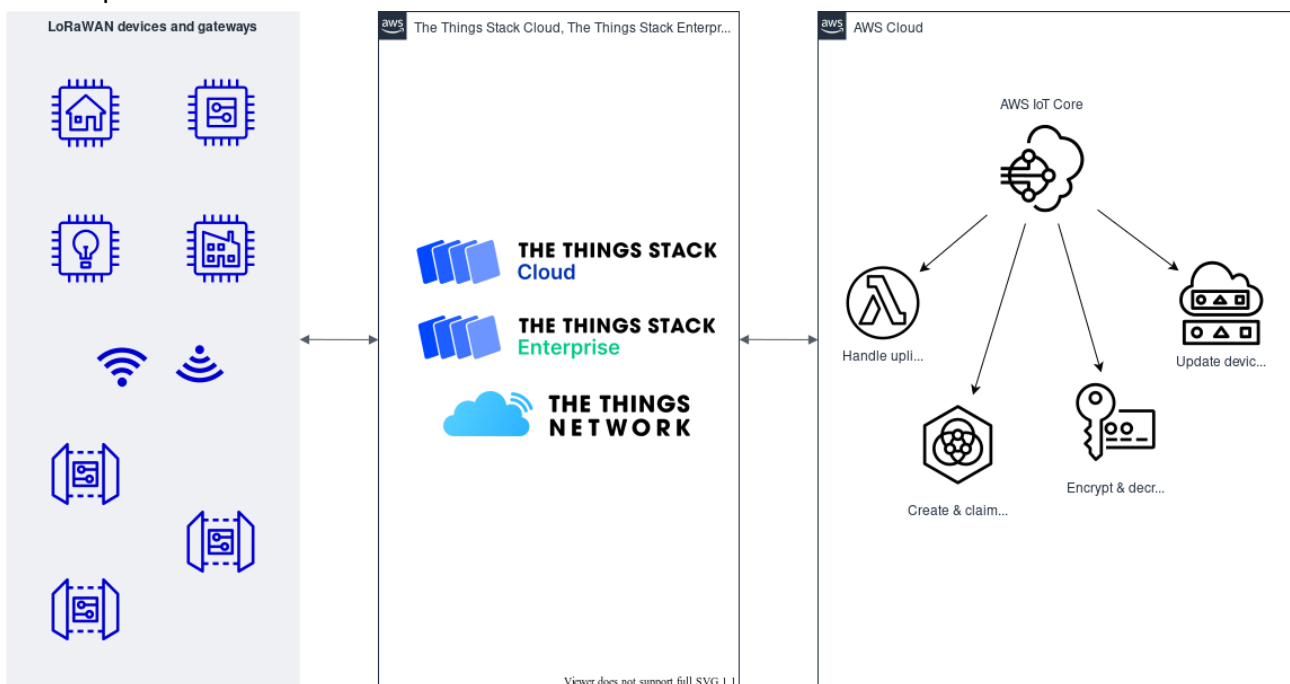 LoRaWAN devices and gateways
aws
The Things Stack Cloud, The Things Stack Enterpr...
THE THINGS STACK
Cloud
THE THINGS STACK
Enterprise
THE THINGS
NETWORK
Viewer does not support full SVG 1.1
aws
AWS Cloud
AWS IoT Core
Handle upli...
Update devic...
Create & claim...
Encrypt & decr...